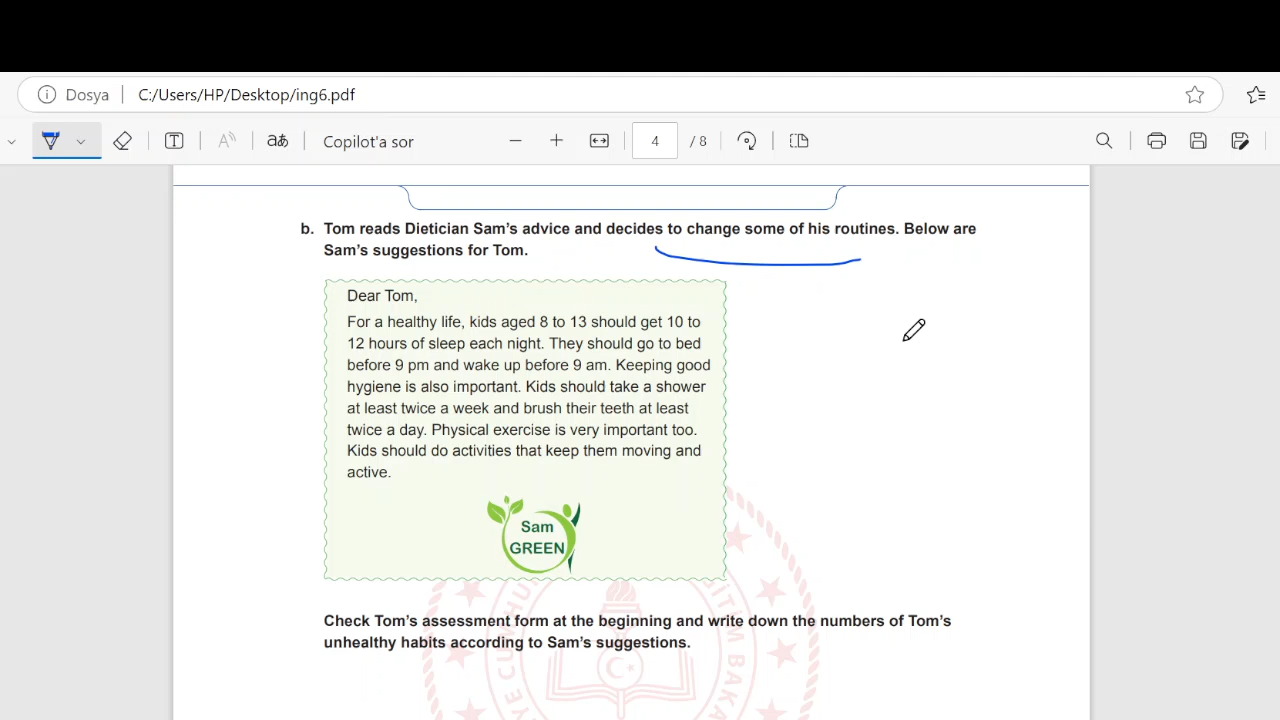 Dosya C:/Users/HP/Desktop/ing6.pdf
T A aあ Copilot'a sor 4 / 8
b. Tom reads Dietician Sam's advice and decides to change some of his routines. Below are
Sam's suggestions for Tom.
Dear Tom,
For a healthy life, kids aged 8 to 13 should get 10 to
12 hours of sleep each night. They should go to bed
before 9 pm and wake up before 9 am. Keeping good
hygiene is also important. Kids should take a shower
at least twice a week and brush their teeth at least
twice a day. Physical exercise is very important too.
Kids should do activities that keep them moving and
active.
Sam
GREEN
Check Tom's assessment form at the beginning and write down the numbers of Tom's
unhealthy habits according to Sam's suggestions.